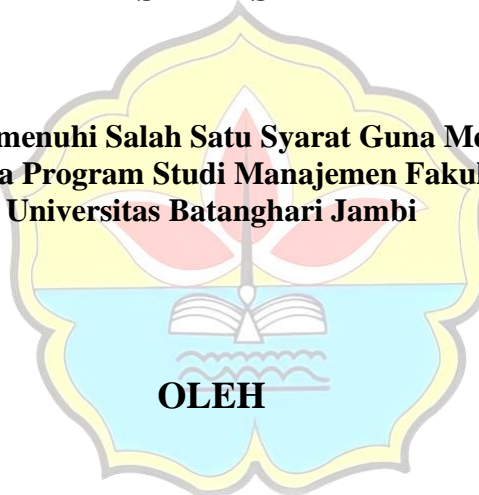 menuhi Salah Satu Syarat Guna Me
a Program Studi Manajemen Fakul
Universitas Batanghari Jambi
OLEH